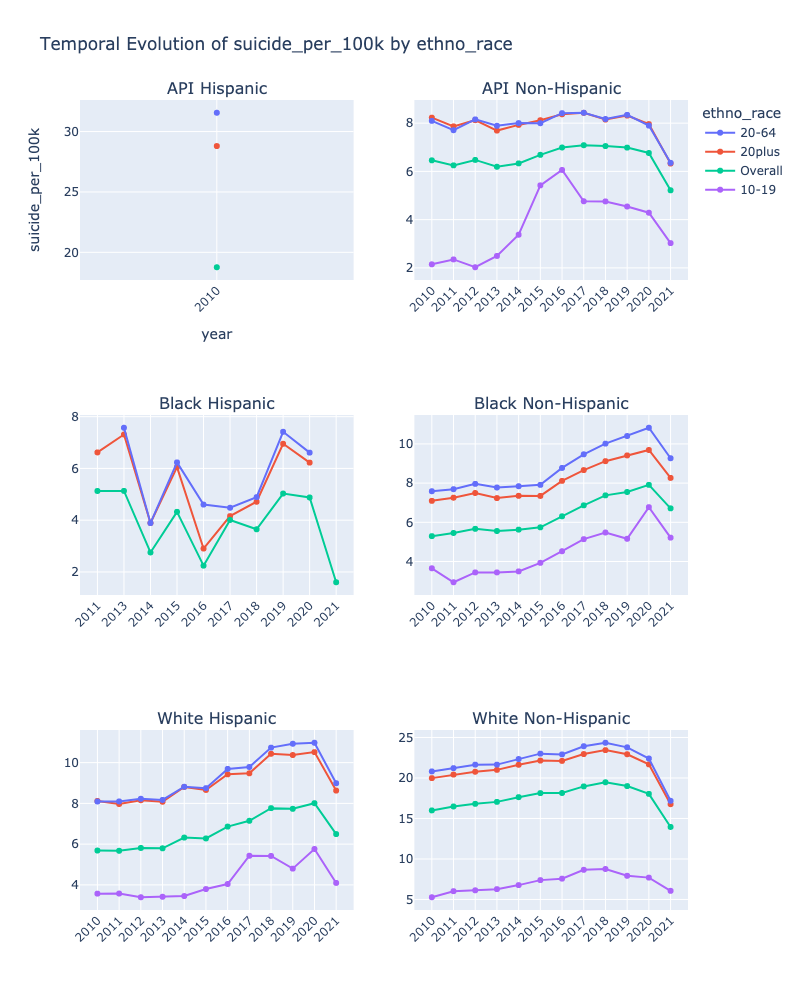 Temporal Evolution of suicide_per_100k by ethno_race
API Hispanic
30
25
20
suicide_per_100k
2010
year
API Non-Hispanic
8
6
4
2
2010 2011 2012 2013 2014 2015 2016 2017 2018 2019 2020 2021
ethno_race
20-64
20plus
Overall
10-19
Black Hispanic
8
6
4
2
2011 2013 2014 2015 2016 2017 2018 2019 2020 2021
Black Non-Hispanic
10
8
6
4
2010 2011 2012 2013 2014 2015 2016 2017 2018 2019 2020 2021
White Hispanic
10
8
6
4
2010 2011 2012 2013 2014 2015 2016 2017 2018 2019 2020 2021
White Non-Hispanic
25
20
15
10
5
2010 2011 2012 2013 2014 2015 2016 2017 2018 2019 2020 2021